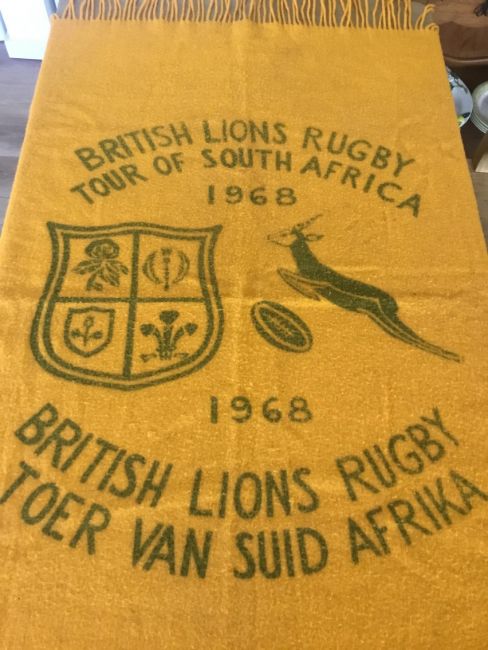 BRITISH LIONS RUGBY
TOUR OF SOUTH AFRICA
1968
1968
BRITISH LIONS RUGBY
TOER VAN SUID AFRIKA